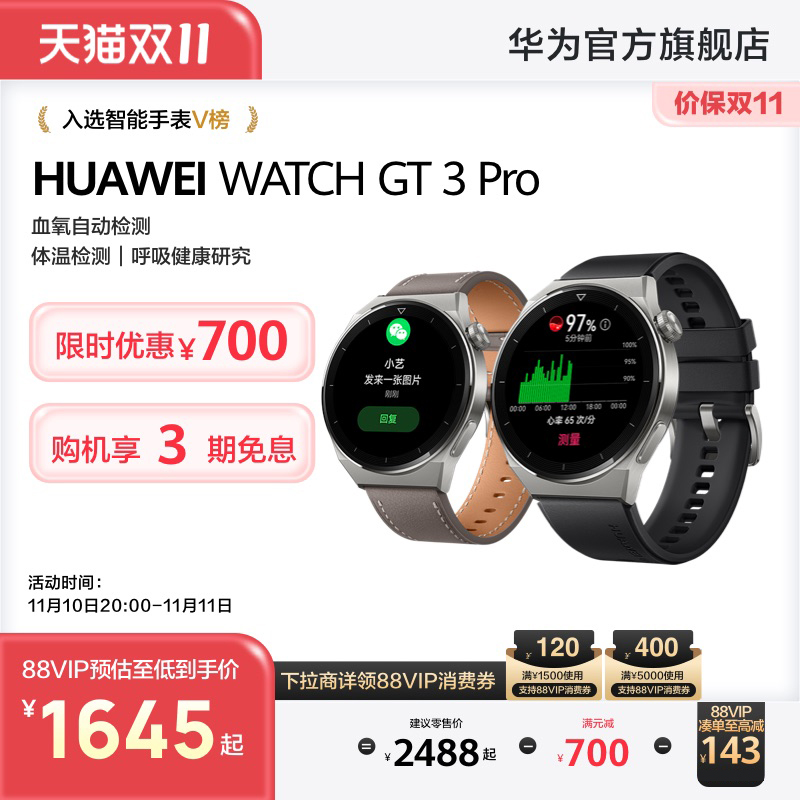 天猫双11
华为官方旗舰店
价保双11
入选智能手表V榜
HUAWEI WATCH GT 3 Pro
血氧自动检测
体温检测｜呼吸健康研究
限时优惠¥700
购机享 3 期免息
小艺
发来一张图片
刚刚
回复
97%
5分钟前
100%
95%
90%
00:00 06:00 12:00 18:00 00:00
心率 65 次/分
测量
HUAWEI
活动时间：
11月10日20:00-11月11日
88VIP预估至低到手价
¥1645起
下拉商详领88VIP消费券
¥120
满¥1500使用
支持88VIP消费券
¥400
满¥5000使用
支持88VIP消费券
= 建议零售价 ¥2488起 - 满元减 ¥700 - 88VIP 凑单至高减 ¥143